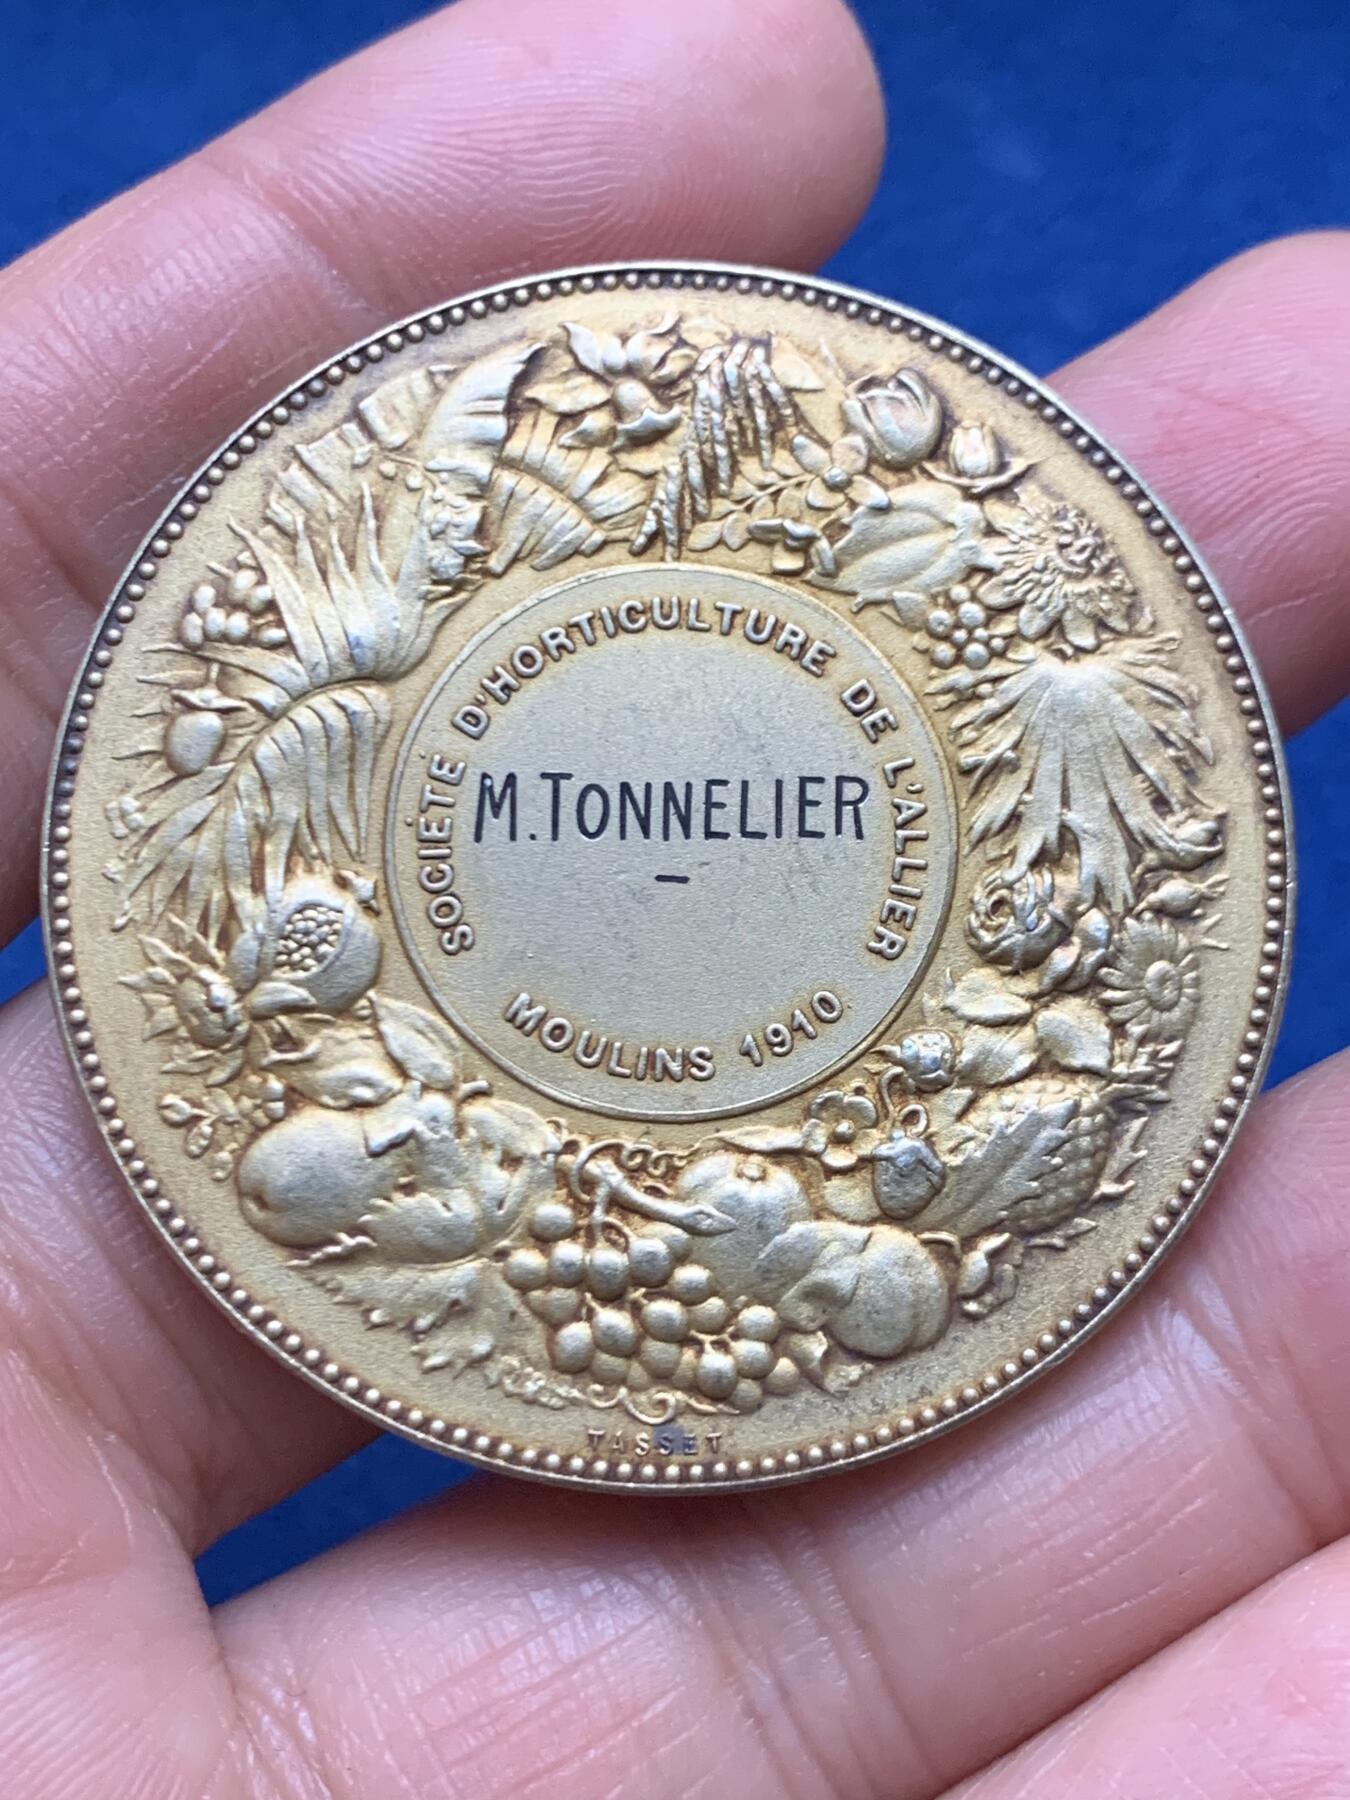 SOCIÉTÉ D'HORTICULTURE DE L'ALLIER
M. TONNELIER
–
MOULINS 1910
TASSET